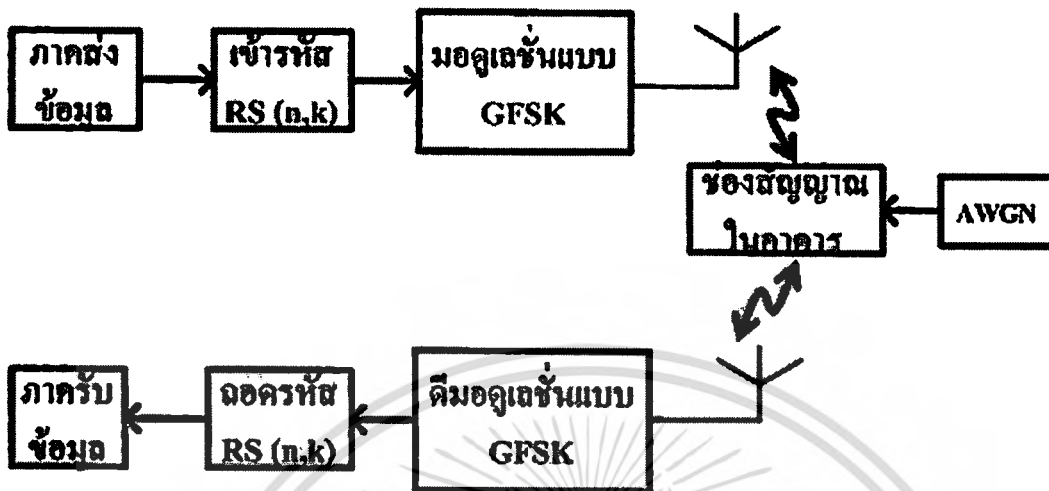 ภาคส่ง
ข้อมูล
เข้ารหัส
RS (n,k)
มอดูเลชั่นแบบ
GFSK
ช่องสัญญาณ
ในอาคาร
AWGN
ภาครับ
ข้อมูล
ถอดรหัส
RS (n,k)
ดีมอดูเลชั่นแบบ
GFSK